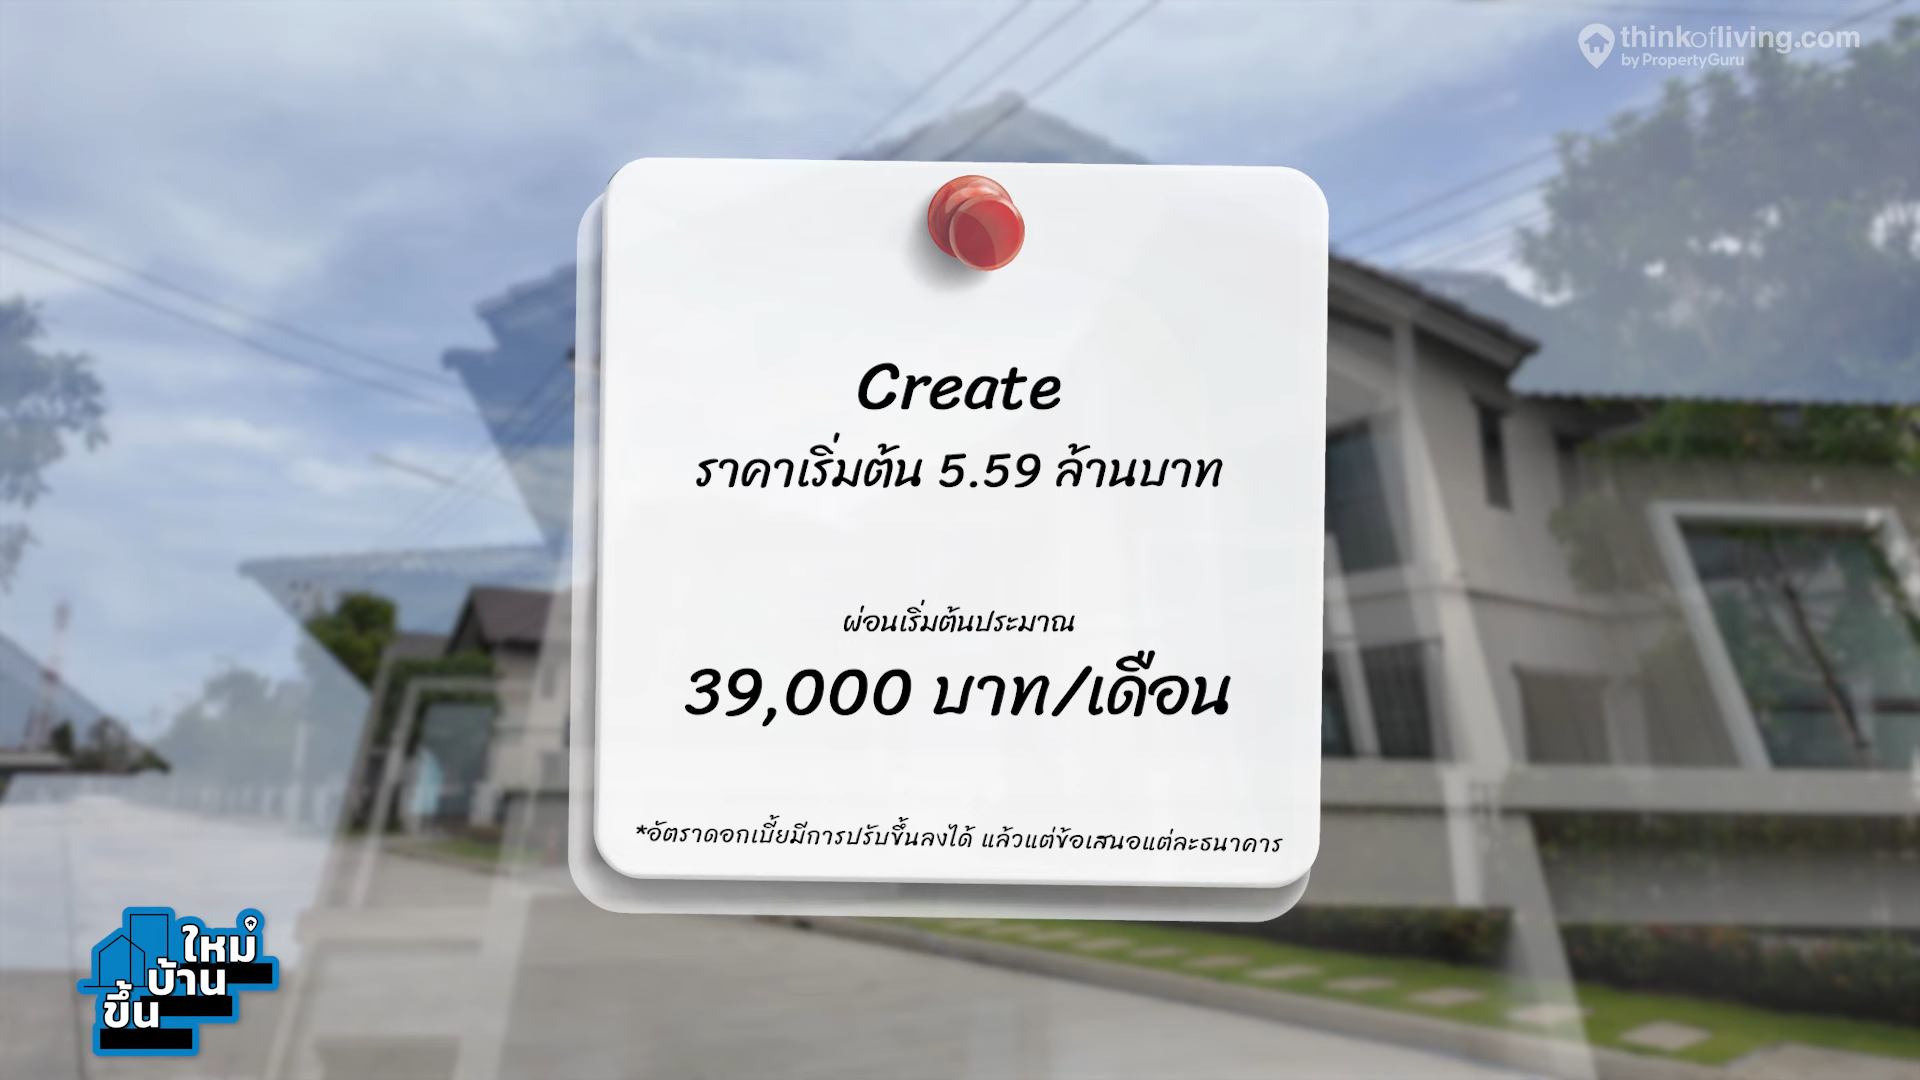 thinkofliving.com
by PropertyGuru
Create
ราคาเริ่มต้น 5.59 ล้านบาท
ผ่อนเริ่มต้นประมาณ
39,000 บาท/เดือน
*อัตราดอกเบี้ยมีการปรับขึ้นลงได้ แล้วแต่ข้อเสนอแต่ละธนาคาร
ใหม่
บ้าน
ขึ้น